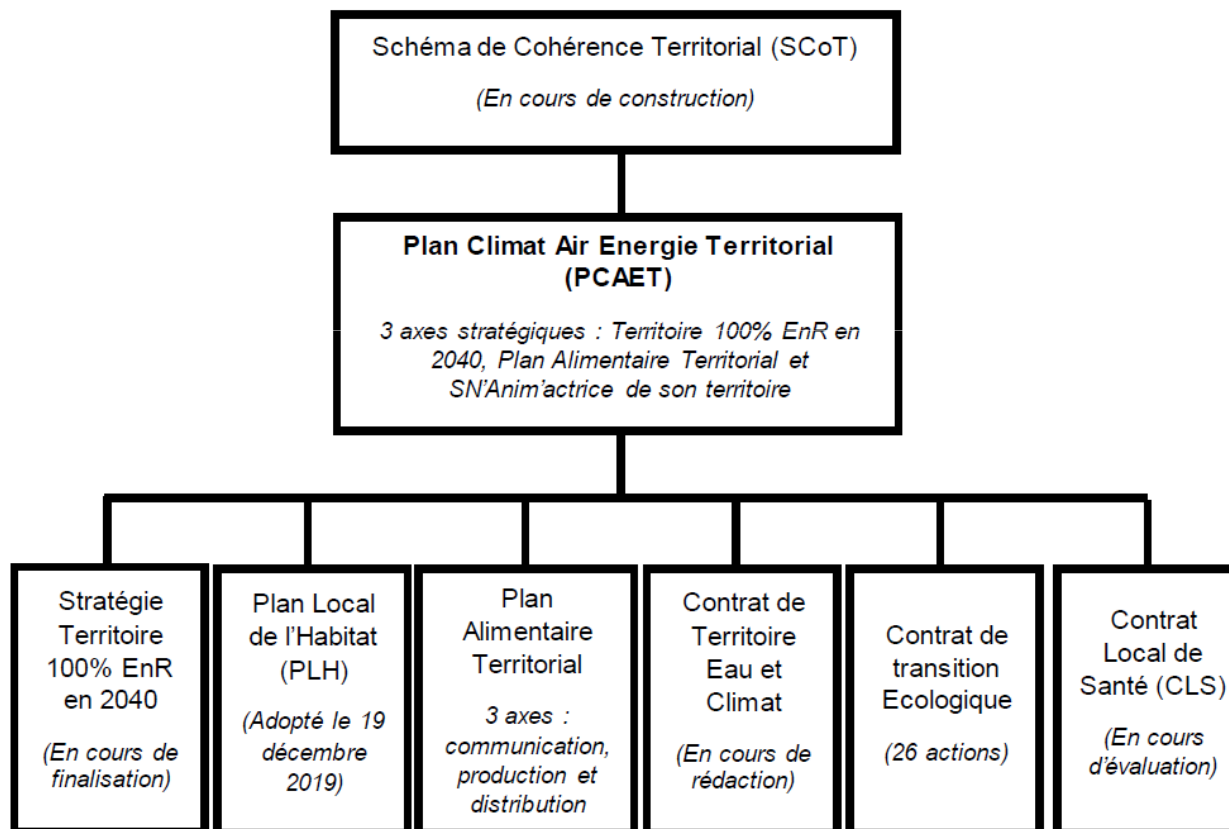 Schéma de Cohérence Territorial (SCoT)
(En cours de construction)
Plan Climat Air Energie Territorial
(PCAET)
3 axes stratégiques : Territoire 100% EnR en
2040, Plan Alimentaire Territorial et
SN'Anim'actrice de son territoire
Stratégie
Territoire
100% EnR
en 2040
(En cours de
finalisation)
Plan Local
de l'Habitat
(PLH)
(Adopté le 19
décembre
2019)
Plan
Alimentaire
Territorial
3 axes :
communication,
production et
distribution
Contrat de
Territoire
Eau et
Climat
(En cours de
rédaction)
Contrat de
transition
Ecologique
(26 actions)
Contrat
Local de
Santé (CLS)
(En cours
d'évaluation)